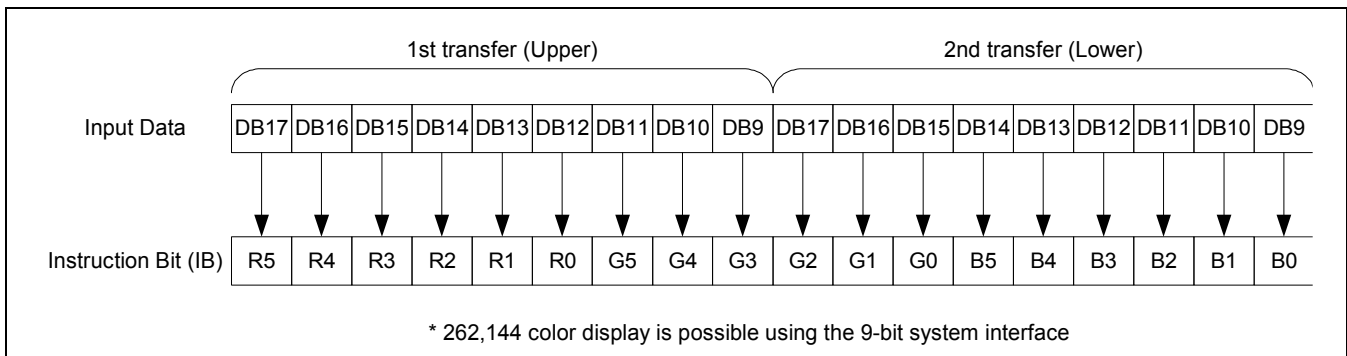 1st transfer (Upper) 2nd transfer (Lower)
Input Data DB17 DB16 DB15 DB14 DB13 DB12 DB11 DB10 DB9 DB17 DB16 DB15 DB14 DB13 DB12 DB11 DB10 DB9
Instruction Bit (IB) R5 R4 R3 R2 R1 R0 G5 G4 G3 G2 G1 G0 B5 B4 B3 B2 B1 B0
* 262,144 color display is possible using the 9-bit system interface